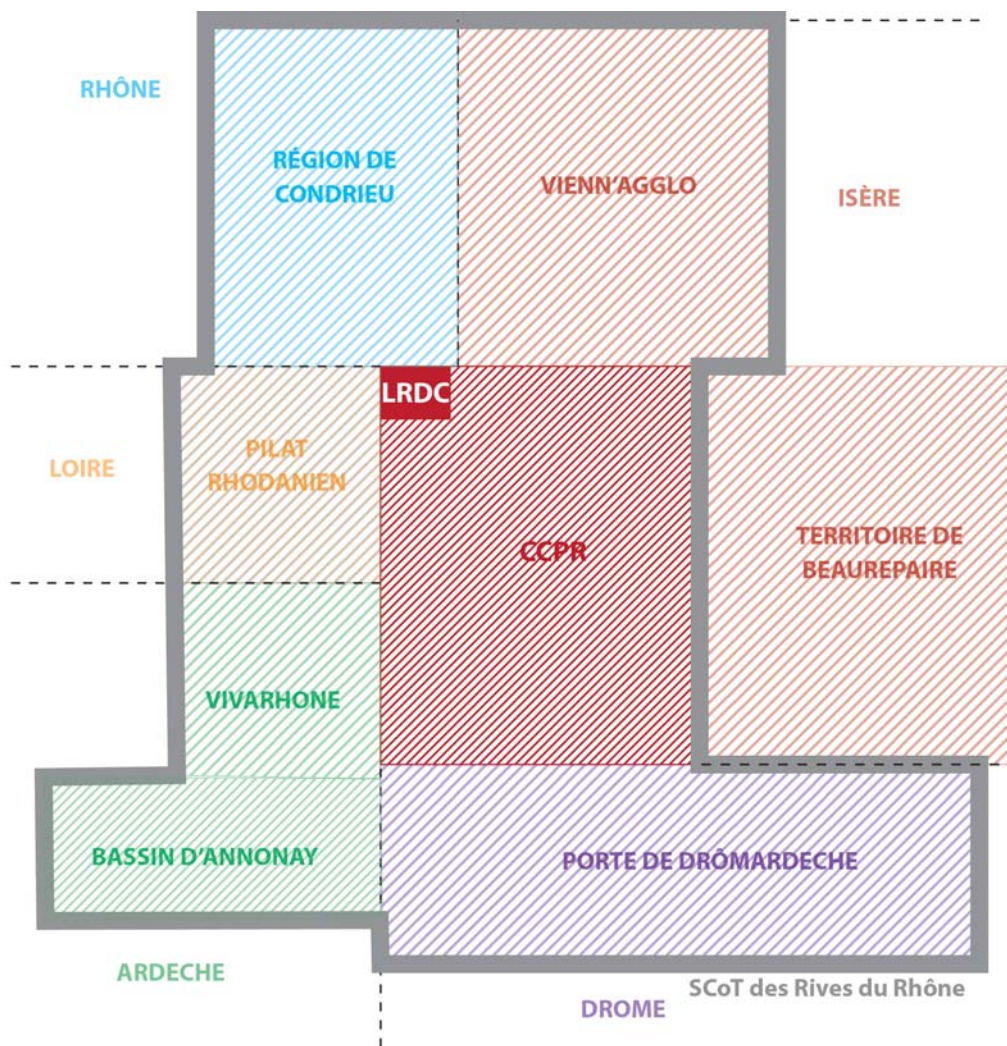 RHÔNE
RÉGION DE
CONDRIEU
VIENN'AGGLO
ISÈRE
LRDC
LOIRE
PILAT
RHODANIEN
CCPR
TERRITOIRE DE
BEAUREPAIRE
VIVARHONE
BASSIN D'ANNONAY
PORTE DE DRÔMARDECHE
ARDECHE
SCoT des Rives du Rhône
DROME